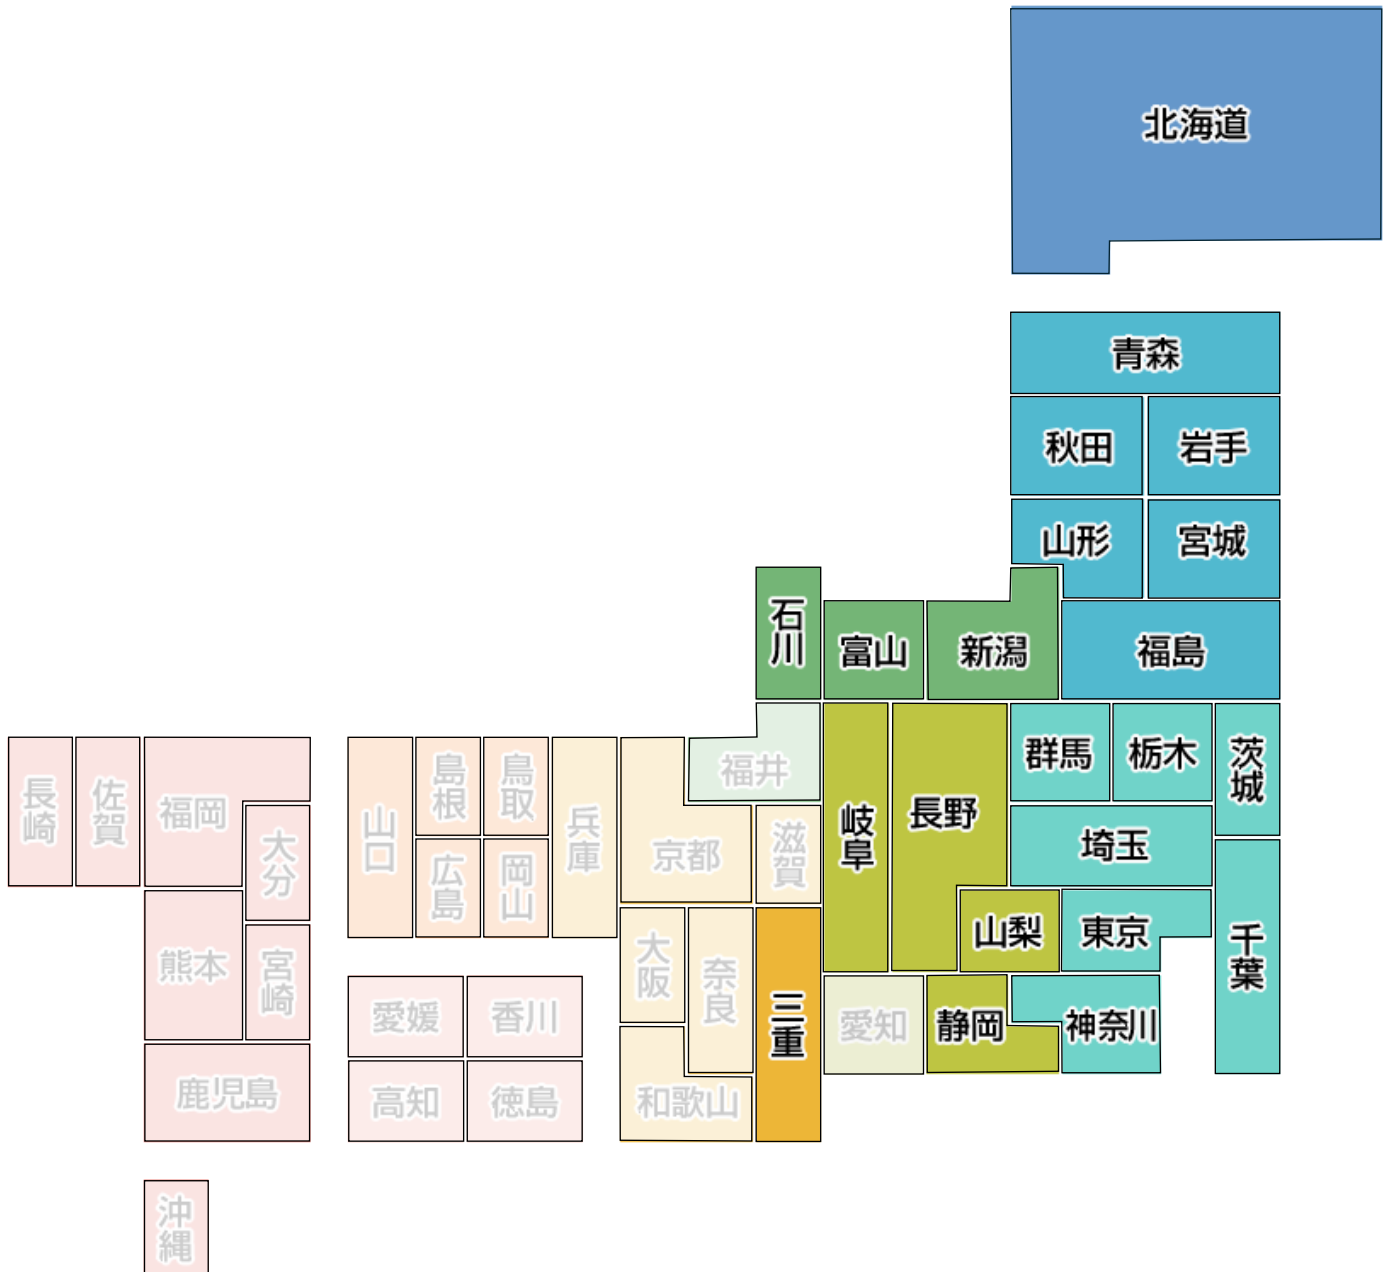 北海道
青森
秋田
岩手
山形
宮城
石川
富山
新潟
福島
福井
岐阜
長野
群馬
栃木
茨城
長崎
佐賀
福岡
大分
山口
島根
鳥取
広島
岡山
兵庫
京都
滋賀
埼玉
山梨
東京
千葉
熊本
宮崎
大阪
奈良
三重
愛知
静岡
神奈川
愛媛
香川
高知
徳島
和歌山
鹿児島
沖縄